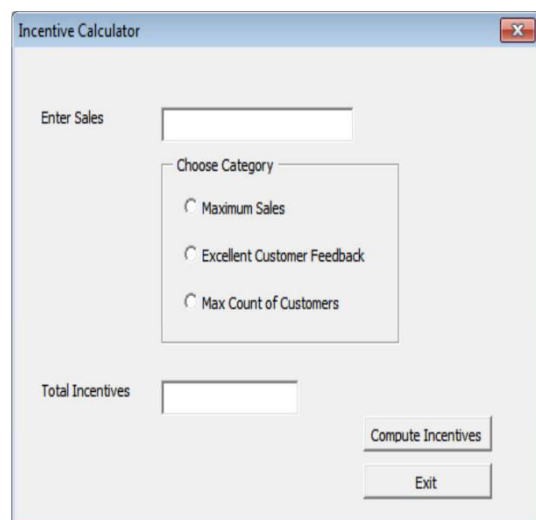 Incentive Calculator
Enter Sales
Choose Category
Maximum Sales
Excellent Customer Feedback
Max Count of Customers
Total Incentives
Compute Incentives
Exit